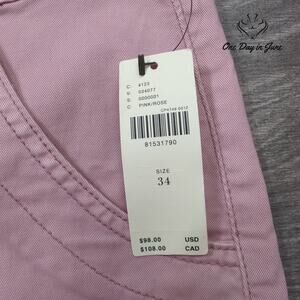 One Day in June
C: 4123
S: 024077
S: 0000001
C: PINK/ROSE
CP4749-0012
81531790
SIZE
34
$98.00 USD
$108.00 CAD